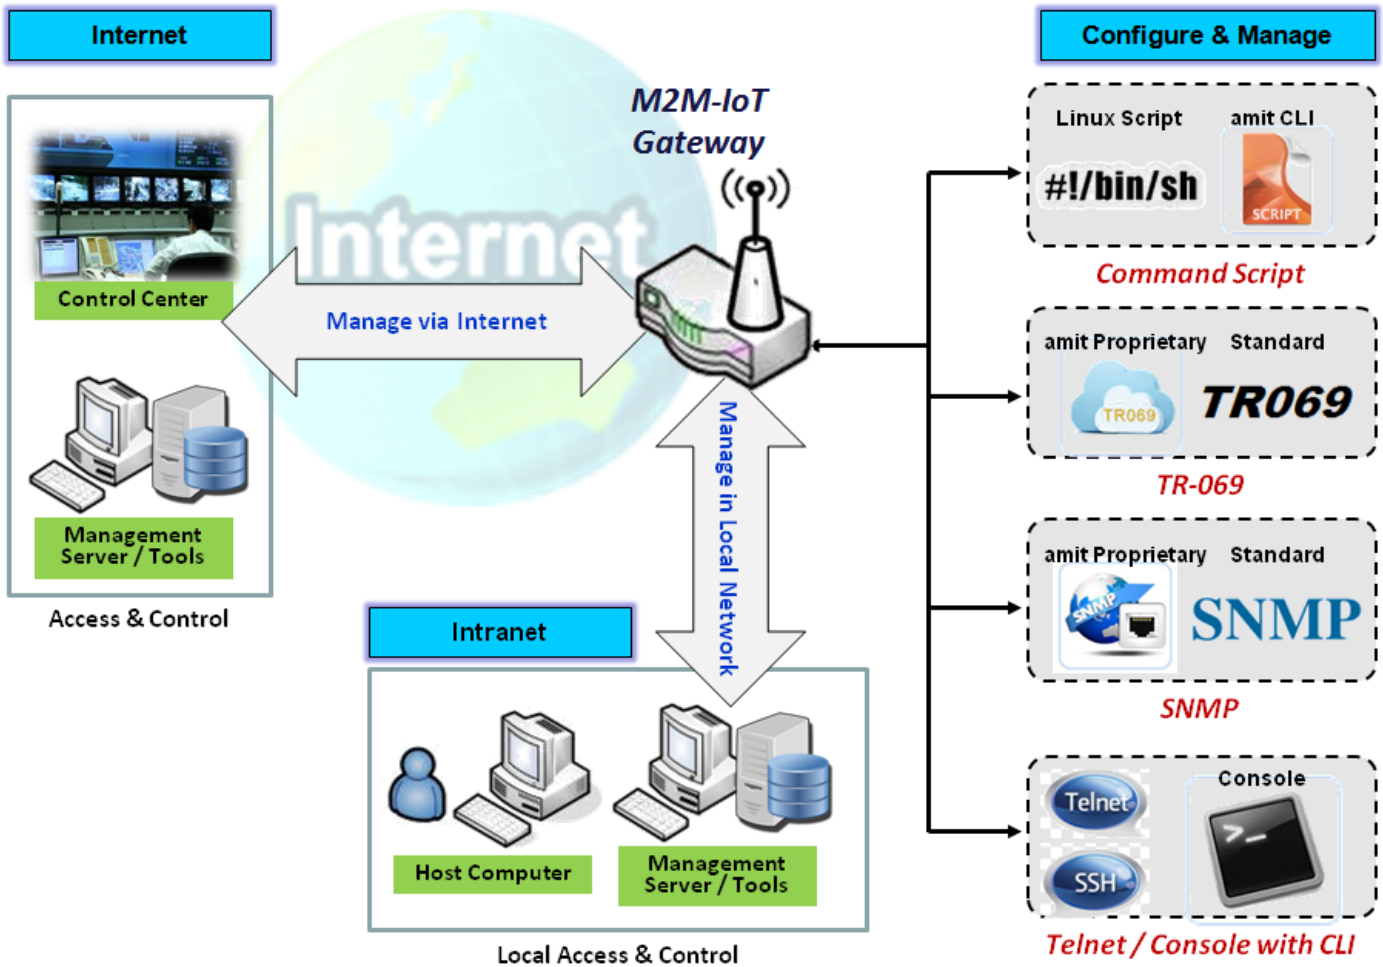 Internet
Configure & Manage
M2M-IoT
Gateway
Linux Script
amit CLI
#!/bin/sh
SCRIPT
Command Script
Internet
Control Center
Manage via Internet
amit Proprietary
Standard
TR069
TR069
TR-069
Manage in Local Network
Management
Server / Tools
Access & Control
amit Proprietary
Standard
SNMP
SNMP
SNMP
Intranet
Host Computer
Management
Server / Tools
Local Access & Control
Telnet
Console
>_
SSH
Telnet / Console with CLI